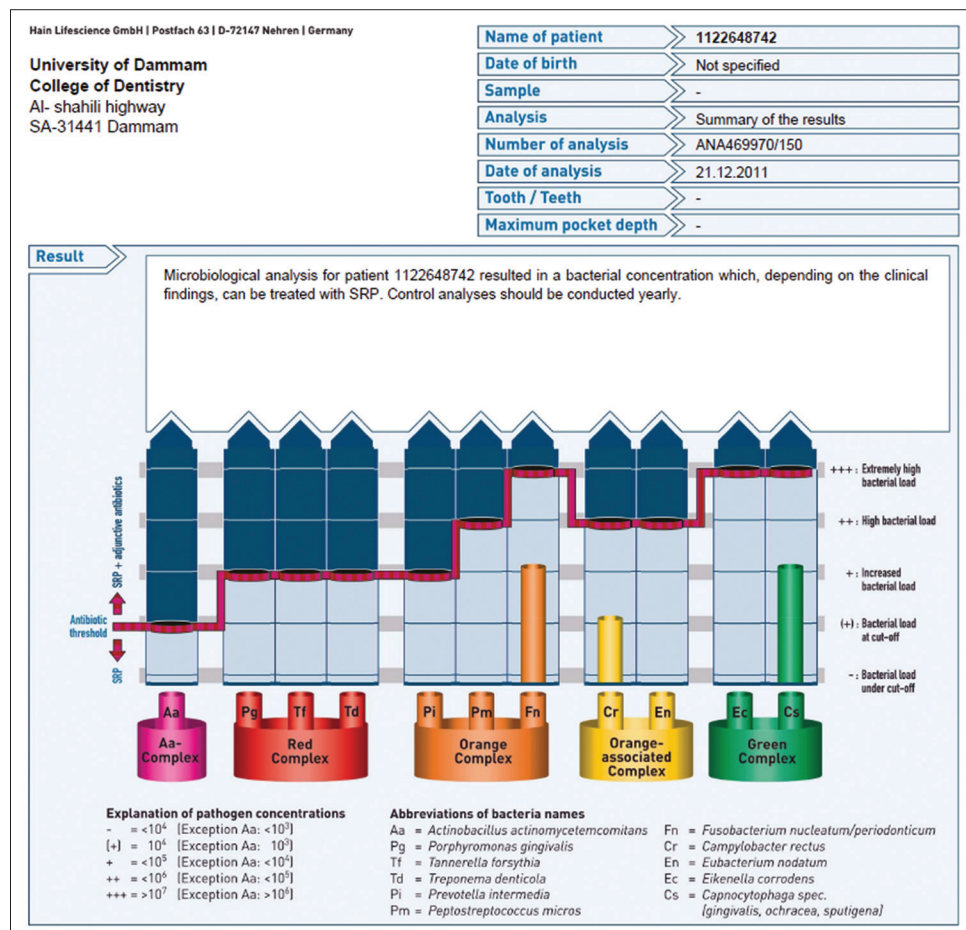 Hain Lifescience GmbH | Postfach 63 | D-72147 Nehren | Germany
University of Dammam
College of Dentistry
Al- shahili highway
SA-31441 Dammam
Name of patient 1122648742
Date of birth Not specified
Sample -
Analysis Summary of the results
Number of analysis ANA469970/150
Date of analysis 21.12.2011
Tooth / Teeth -
Maximum pocket depth -
Result
Microbiological analysis for patient 1122648742 resulted in a bacterial concentration which, depending on the clinical
findings, can be treated with SRP. Control analyses should be conducted yearly.
SRP + adjunctive antibiotics
Antibiotic
threshold
SRP
+++ : Extremely high
bacterial load
++ : High bacterial load
+ : Increased
bacterial load
(+) : Bacterial load
at cut-off
- : Bacterial load
under cut-off
Aa Pg Tf Td Pi Pm Fn Cr En Ec Cs
Aa-
Complex
Red
Complex
Orange
Complex
Orange-
associated
Complex
Green
Complex
Explanation of pathogen concentrations
- = <10⁴ (Exception Aa: <10³)
(+) = 10⁴ (Exception Aa: 10³)
+ = <10⁵ (Exception Aa: <10⁴)
++ = <10⁶ (Exception Aa: <10⁵)
+++ = >10⁷ (Exception Aa: >10⁶)
Abbreviations of bacteria names
Aa = Actinobacillus actinomycetemcomitans
Pg = Porphyromonas gingivalis
Tf = Tannerella forsythia
Td = Treponema denticola
Pi = Prevotella intermedia
Pm = Peptostreptococcus micros
Fn = Fusobacterium nucleatum/periodonticum
Cr = Campylobacter rectus
En = Eubacterium nodatum
Ec = Eikenella corrodens
Cs = Capnocytophaga spec.
(gingivalis, ochracea, sputigena)